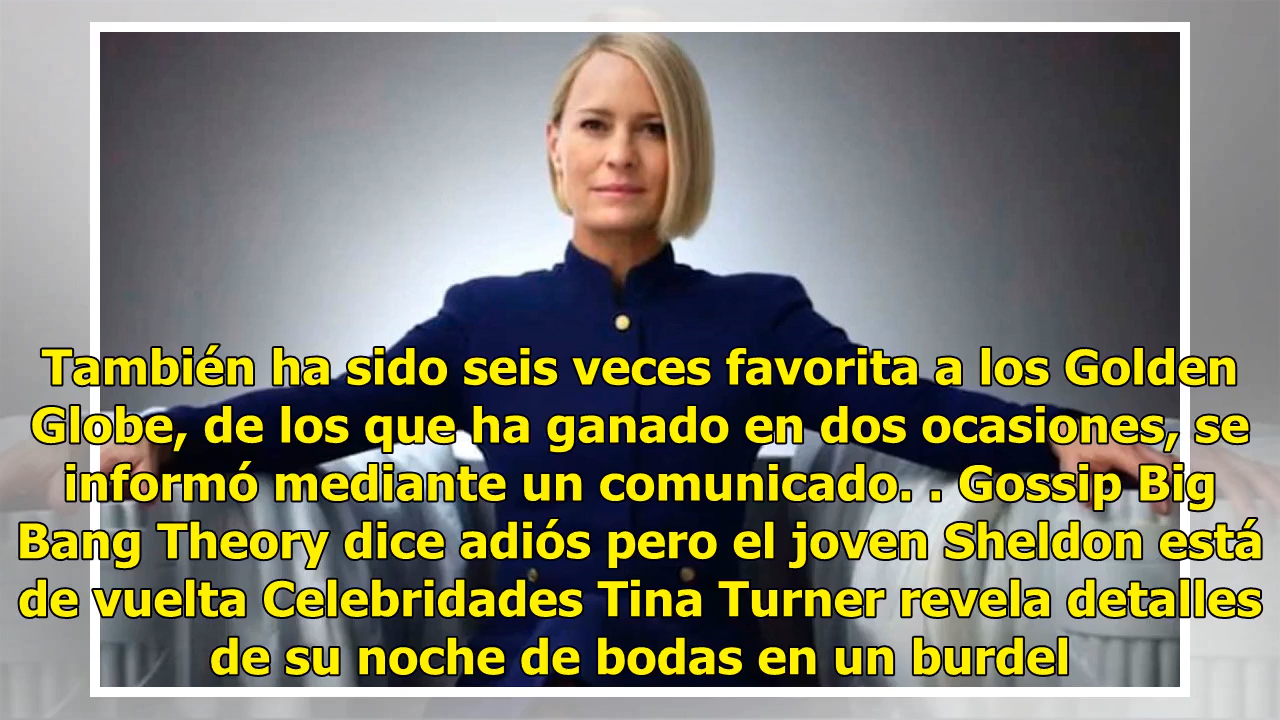 También ha sido seis veces favorita a los Golden
Globe, de los que ha ganado en dos ocasiones, se
informó mediante un comunicado. . Gossip Big
Bang Theory dice adiós pero el joven Sheldon está
de vuelta Celebridades Tina Turner revela detalles
de su noche de bodas en un burdel